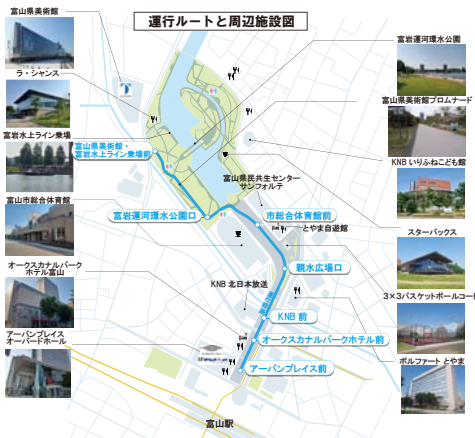 運行ルートと周辺施設図
富山県美術館
ラ・シャンス
富岩水上ライン乗場
富山市総合体育館
オークスカナルパーク
ホテル富山
アーバンプレイス
オーバードホール
富山県美術館・
富岩水上ライン乗場前
富岩運河環水公園口
富山県民共生センター
サンフォルテ
市総合体育館前
とやま自遊館
親水広場口
KNB 北日本放送
KNB 前
オークスカナルパークホテル前
アーバンプレイス前
富山駅
富岩運河環水公園
富山県美術館プロムナード
KNB いりふねこども館
スターバックス
3×3バスケットボールコート
ボルファート とやま